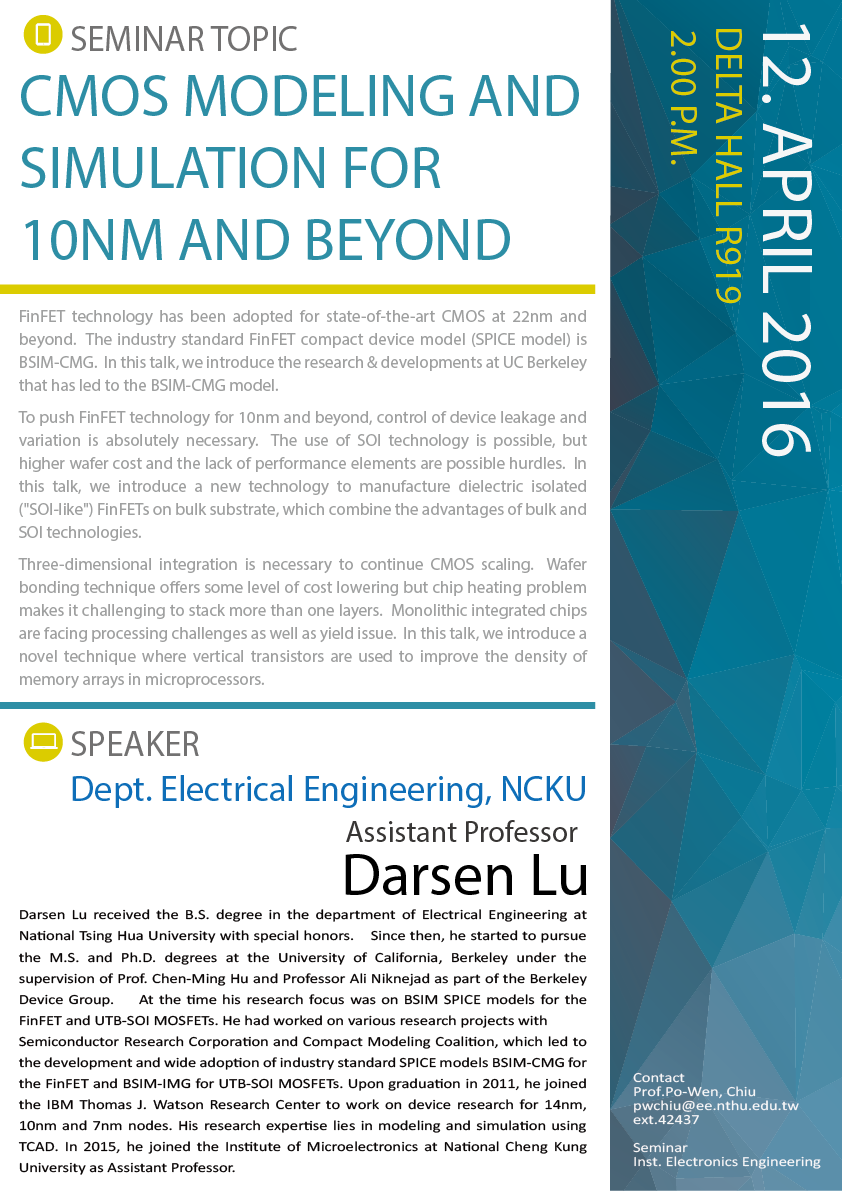 SEMINAR TOPIC
CMOS MODELING AND
SIMULATION FOR
10NM AND BEYOND
FinFET technology has been adopted for state-of-the-art CMOS at 22nm and
beyond. The industry standard FinFET compact device model (SPICE model) is
BSIM-CMG. In this talk, we introduce the research & developments at UC Berkeley
that has led to the BSIM-CMG model.
To push FinFET technology for 10nm and beyond, control of device leakage and
variation is absolutely necessary. The use of SOI technology is possible, but
higher wafer cost and the lack of performance elements are possible hurdles. In
this talk, we introduce a new technology to manufacture dielectric isolated
("SOI-like") FinFETs on bulk substrate, which combine the advantages of bulk and
SOI technologies.
Three-dimensional integration is necessary to continue CMOS scaling. Wafer
bonding technique offers some level of cost lowering but chip heating problem
makes it challenging to stack more than one layers. Monolithic integrated chips
are facing processing challenges as well as yield issue. In this talk, we introduce a
novel technique where vertical transistors are used to improve the density of
memory arrays in microprocessors.
SPEAKER
Dept. Electrical Engineering, NCKU
Assistant Professor
Darsen Lu
Darsen Lu received the B.S. degree in the department of Electrical Engineering at
National Tsing Hua University with special honors. Since then, he started to pursue
the M.S. and Ph.D. degrees at the University of California, Berkeley under the
supervision of Prof. Chen-Ming Hu and Professor Ali Niknejad as part of the Berkeley
Device Group. At the time his research focus was on BSIM SPICE models for the
FinFET and UTB-SOI MOSFETs. He had worked on various research projects with
Semiconductor Research Corporation and Compact Modeling Coalition, which led to
the development and wide adoption of industry standard SPICE models BSIM-CMG for
the FinFET and BSIM-IMG for UTB-SOI MOSFETs. Upon graduation in 2011, he joined
the IBM Thomas J. Watson Research Center to work on device research for 14nm,
10nm and 7nm nodes. His research expertise lies in modeling and simulation using
TCAD. In 2015, he joined the Institute of Microelectronics at National Cheng Kung
University as Assistant Professor.
12. APRIL 2016
DELTA HALL R919
2.00 P.M.
Contact
Prof.Po-Wen, Chiu
pwchiu@ee.nthu.edu.tw
ext.42437
Seminar
Inst. Electronics Engineering